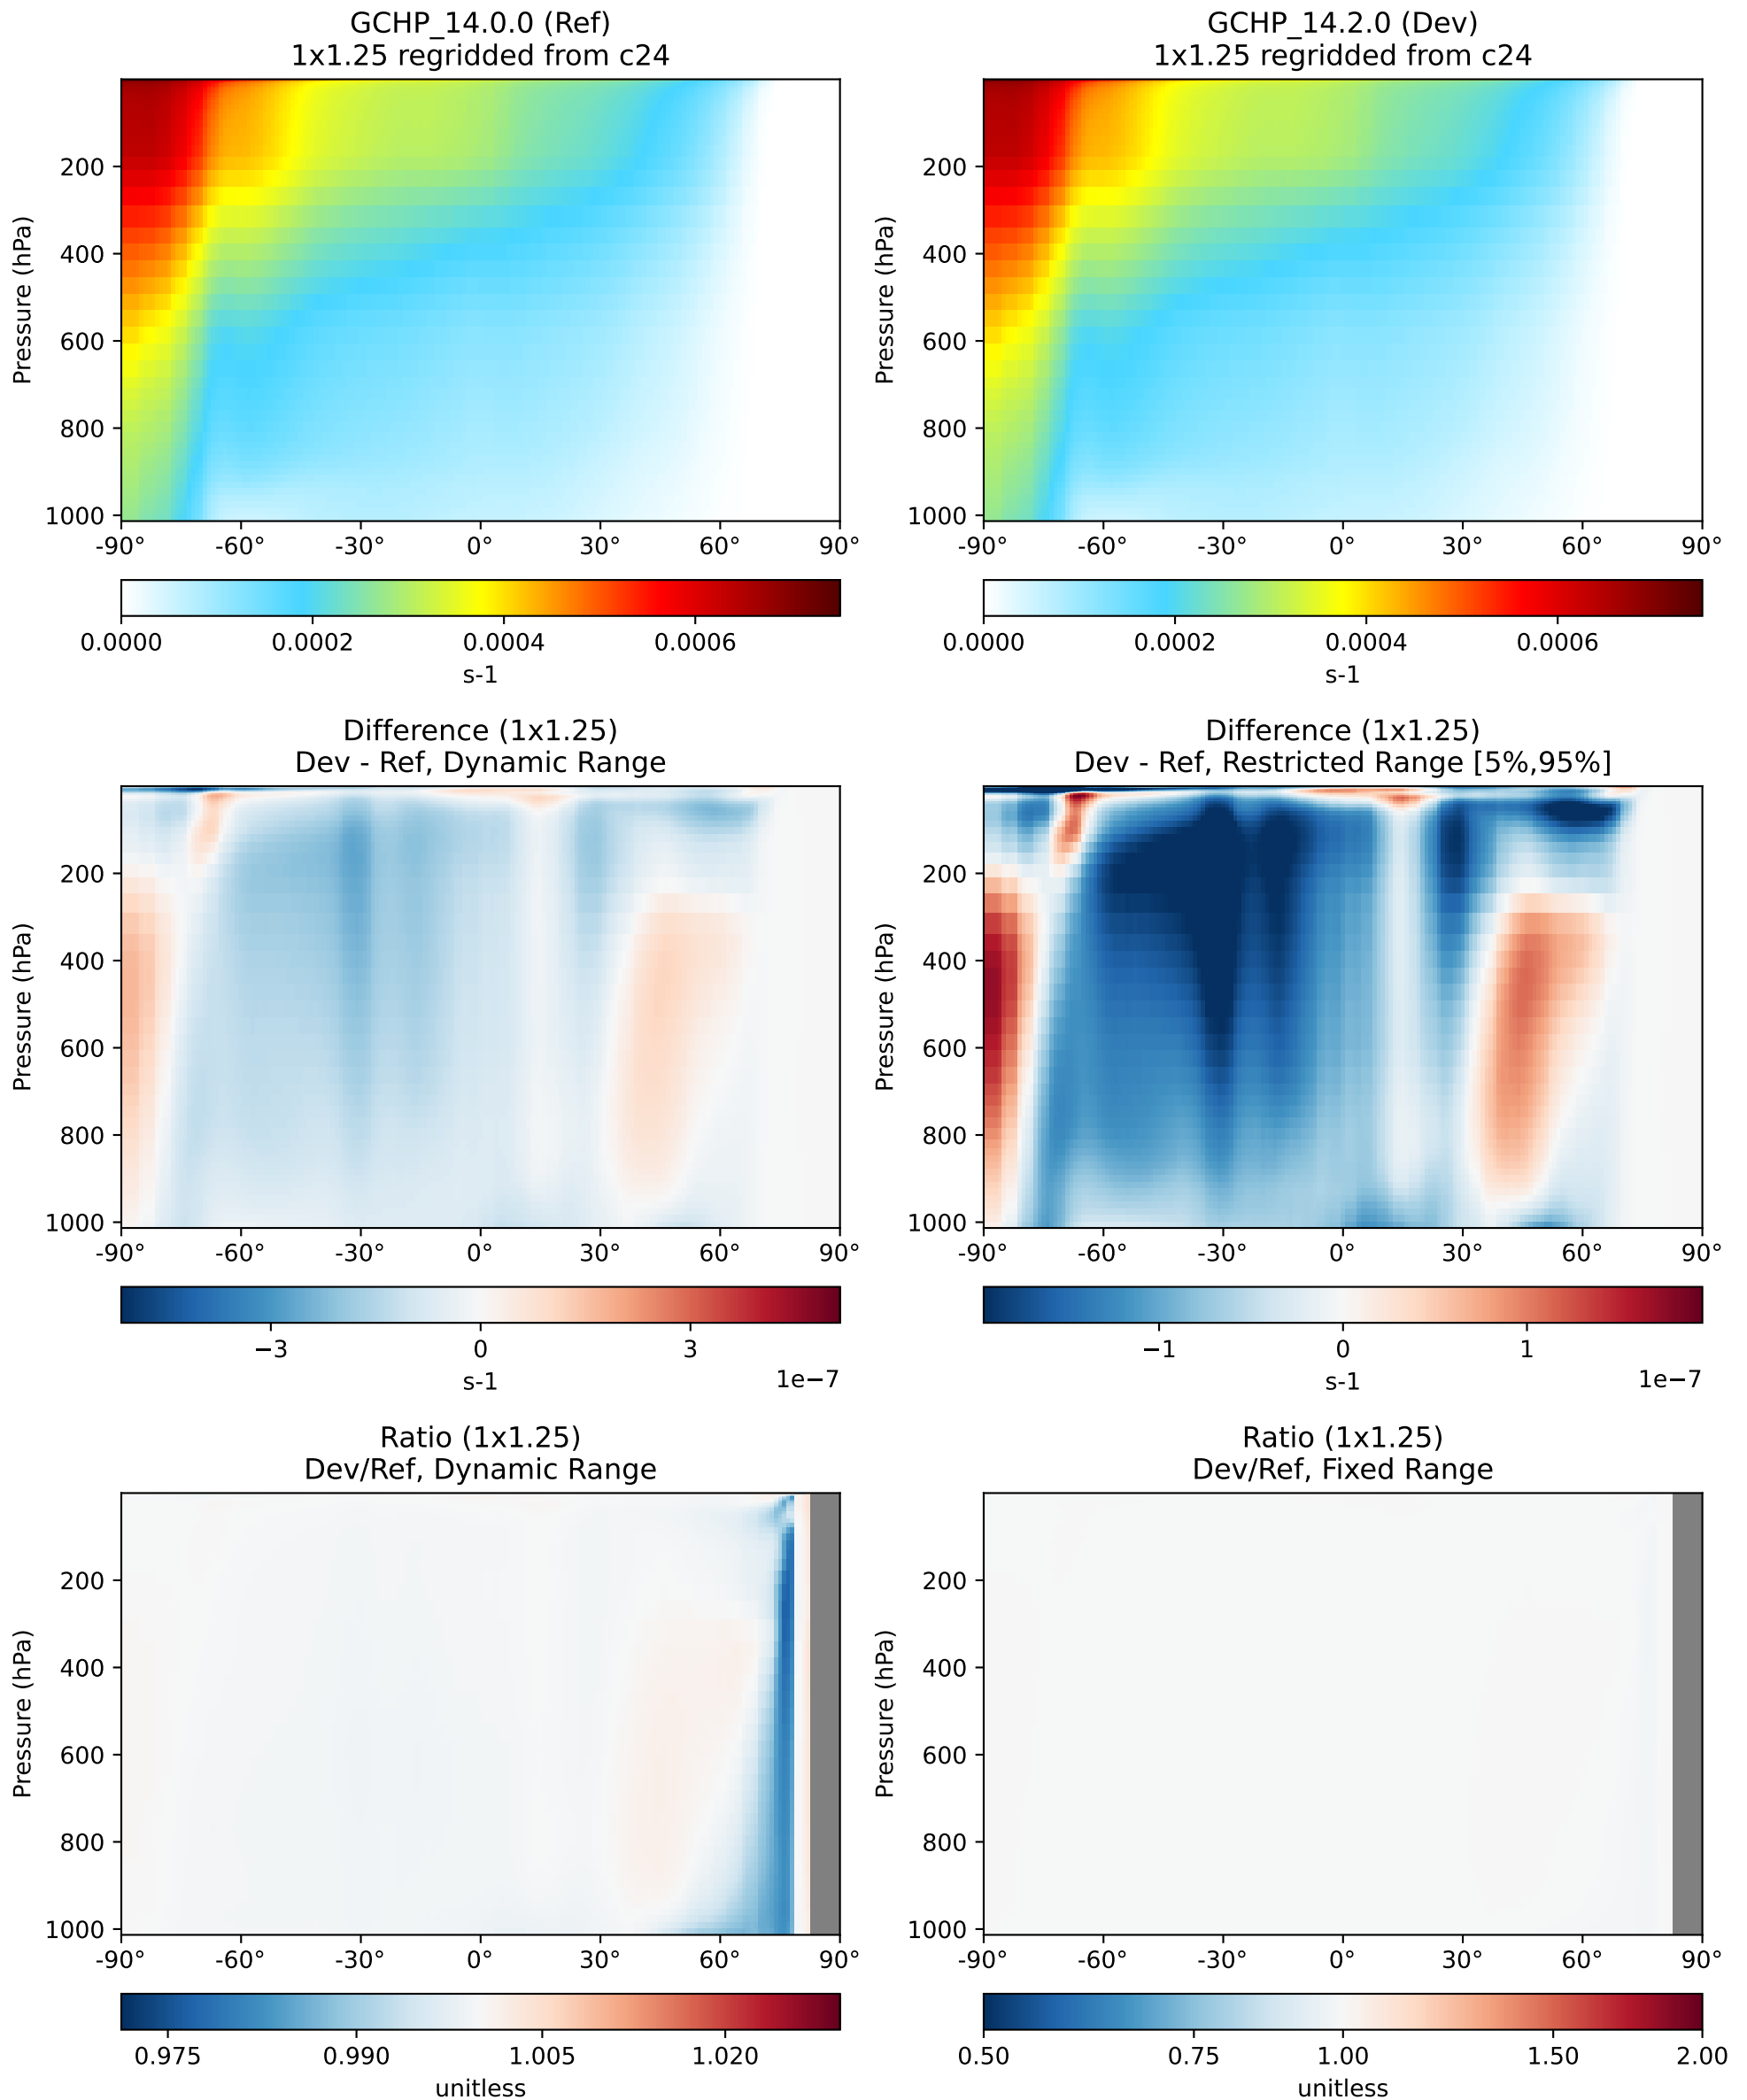 GCHP_14.0.0 (Ref)
1x1.25 regridded from c24
Pressure (hPa)
200
400
600
800
1000
-90° -60° -30° 0° 30° 60° 90°
0.0000 0.0002 0.0004 0.0006
s-1
GCHP_14.2.0 (Dev)
1x1.25 regridded from c24
Pressure (hPa)
200
400
600
800
1000
-90° -60° -30° 0° 30° 60° 90°
0.0000 0.0002 0.0004 0.0006
s-1
Difference (1x1.25)
Dev - Ref, Dynamic Range
Pressure (hPa)
200
400
600
800
1000
-90° -60° -30° 0° 30° 60° 90°
−3 0 3
s-1 1e−7
Difference (1x1.25)
Dev - Ref, Restricted Range [5%,95%]
Pressure (hPa)
200
400
600
800
1000
-90° -60° -30° 0° 30° 60° 90°
−1 0 1
s-1 1e−7
Ratio (1x1.25)
Dev/Ref, Dynamic Range
Pressure (hPa)
200
400
600
800
1000
-90° -60° -30° 0° 30° 60° 90°
0.975 0.990 1.005 1.020
unitless
Ratio (1x1.25)
Dev/Ref, Fixed Range
Pressure (hPa)
200
400
600
800
1000
-90° -60° -30° 0° 30° 60° 90°
0.50 0.75 1.00 1.50 2.00
unitless